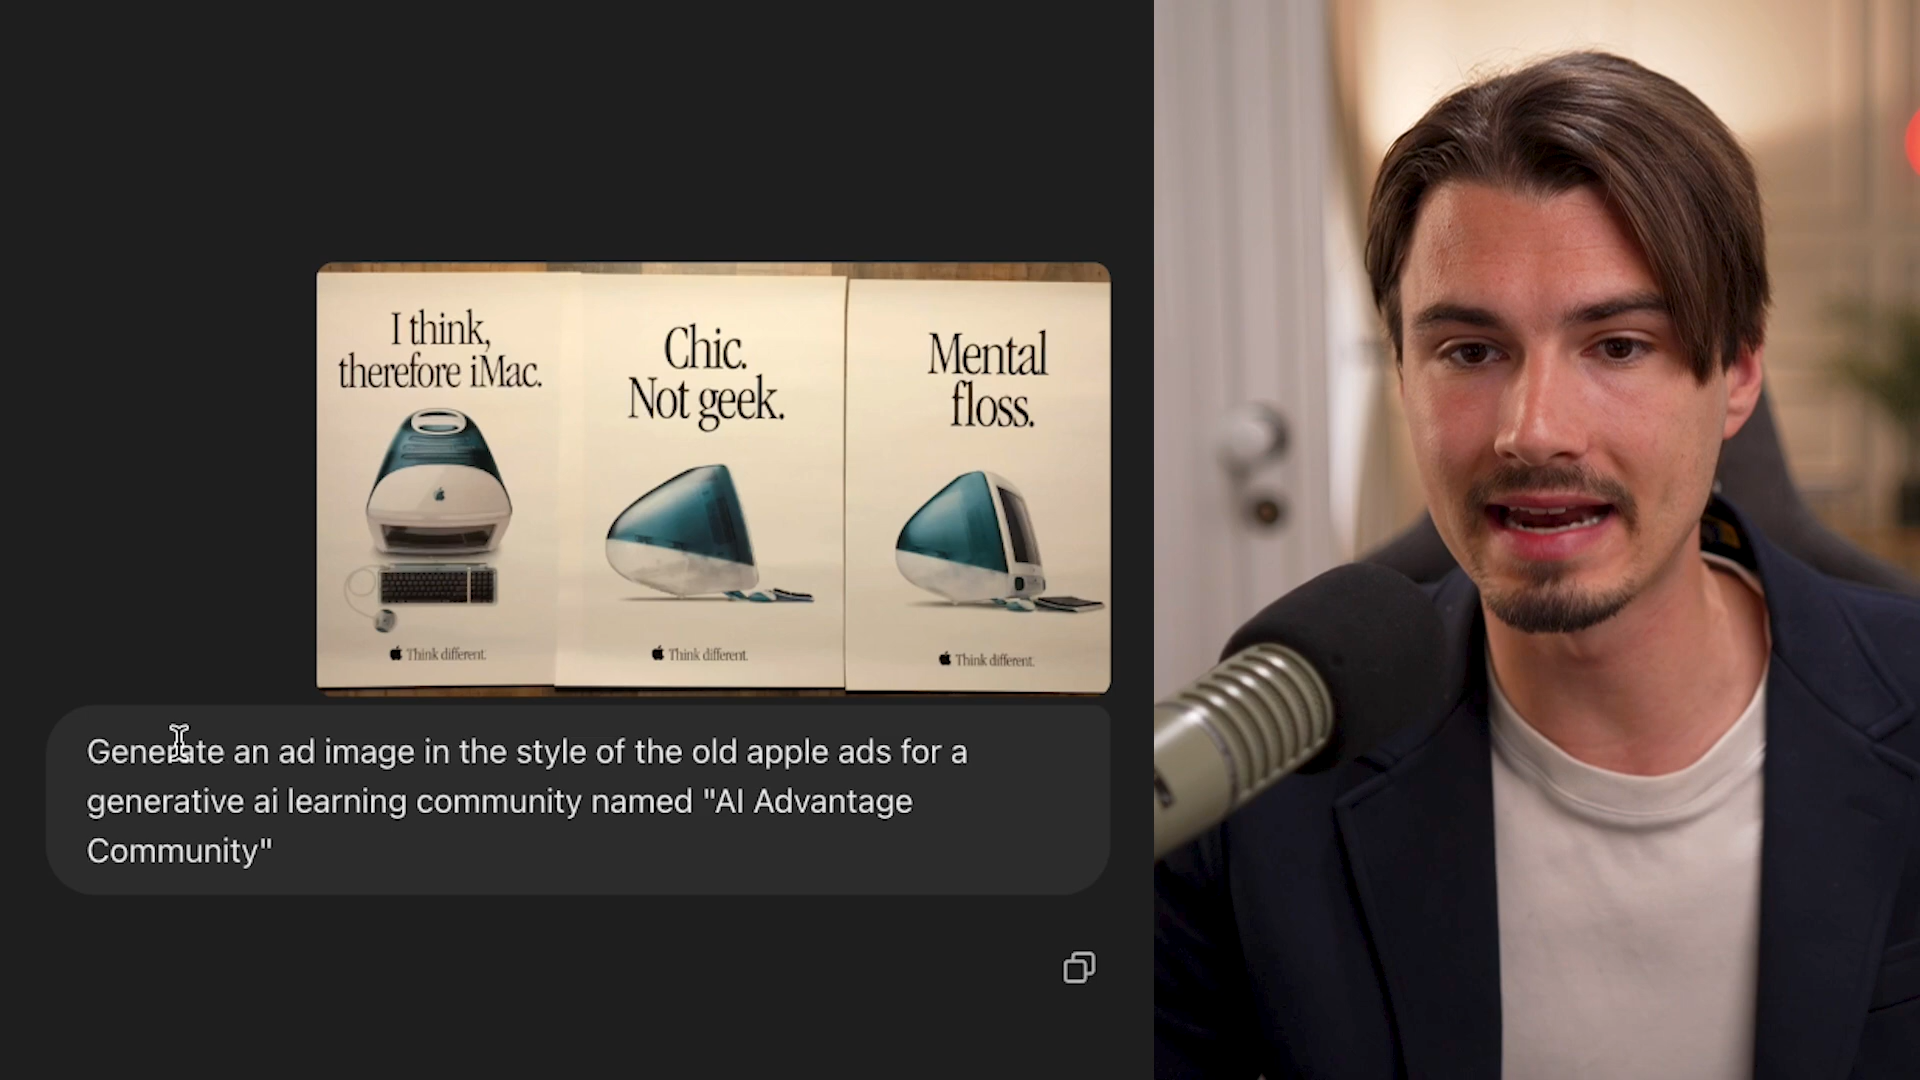 I think,
therefore iMac.
Think different.
Chic.
Not geek.
Think different.
Mental
floss.
Think different.
Generate an ad image in the style of the old apple ads for a
generative ai learning community named "AI Advantage
Community"